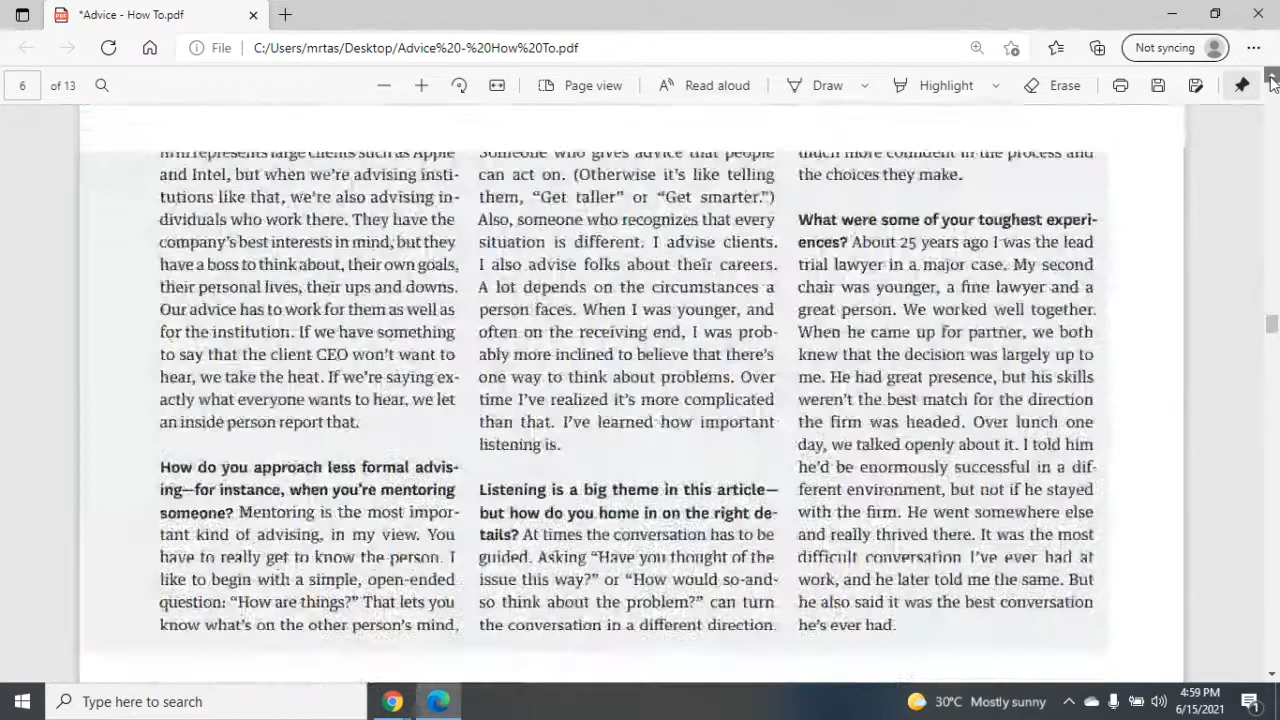 *Advice - How To.pdf
File
C:/Users/mrtas/Desktop/Advice%20-%20How%20To.pdf
Not syncing
6 of 13
Page view
Read aloud
Draw
Highlight
Erase
firm represents large clients such as Apple
and Intel, but when we're advising insti-
tutions like that, we're also advising in-
dividuals who work there. They have the
company's best interests in mind, but they
have a boss to think about, their own goals,
their personal lives, their ups and downs.
Our advice has to work for them as well as
for the institution. If we have something
to say that the client CEO won't want to
hear, we take the heat. If we're saying ex-
actly what everyone wants to hear, we let
an inside person report that.
How do you approach less formal advis-
ing—for instance, when you're mentoring
someone? Mentoring is the most impor-
tant kind of advising, in my view. You
have to really get to know the person. I
like to begin with a simple, open-ended
question: “How are things?” That lets you
know what's on the other person's mind,
Someone who gives advice that people
can act on. (Otherwise it's like telling
them, “Get taller” or “Get smarter.”)
Also, someone who recognizes that every
situation is different. I advise clients.
I also advise folks about their careers.
A lot depends on the circumstances a
person faces. When I was younger, and
often on the receiving end, I was prob-
ably more inclined to believe that there's
one way to think about problems. Over
time I've realized it's more complicated
than that. I've learned how important
listening is.
Listening is a big theme in this article—
but how do you home in on the right de-
tails? At times the conversation has to be
guided. Asking “Have you thought of the
issue this way?” or “How would so-and-
so think about the problem?” can turn
the conversation in a different direction.
much more confident in the process and
the choices they make.
What were some of your toughest experi-
ences? About 25 years ago I was the lead
trial lawyer in a major case. My second
chair was younger, a fine lawyer and a
great person. We worked well together.
When he came up for partner, we both
knew that the decision was largely up to
me. He had great presence, but his skills
weren't the best match for the direction
the firm was headed. Over lunch one
day, we talked openly about it. I told him
he'd be enormously successful in a dif-
ferent environment, but not if he stayed
with the firm. He went somewhere else
and really thrived there. It was the most
difficult conversation I've ever had at
work, and he later told me the same. But
he also said it was the best conversation
he's ever had.
Type here to search
30°C Mostly sunny
4:59 PM
6/15/2021
1